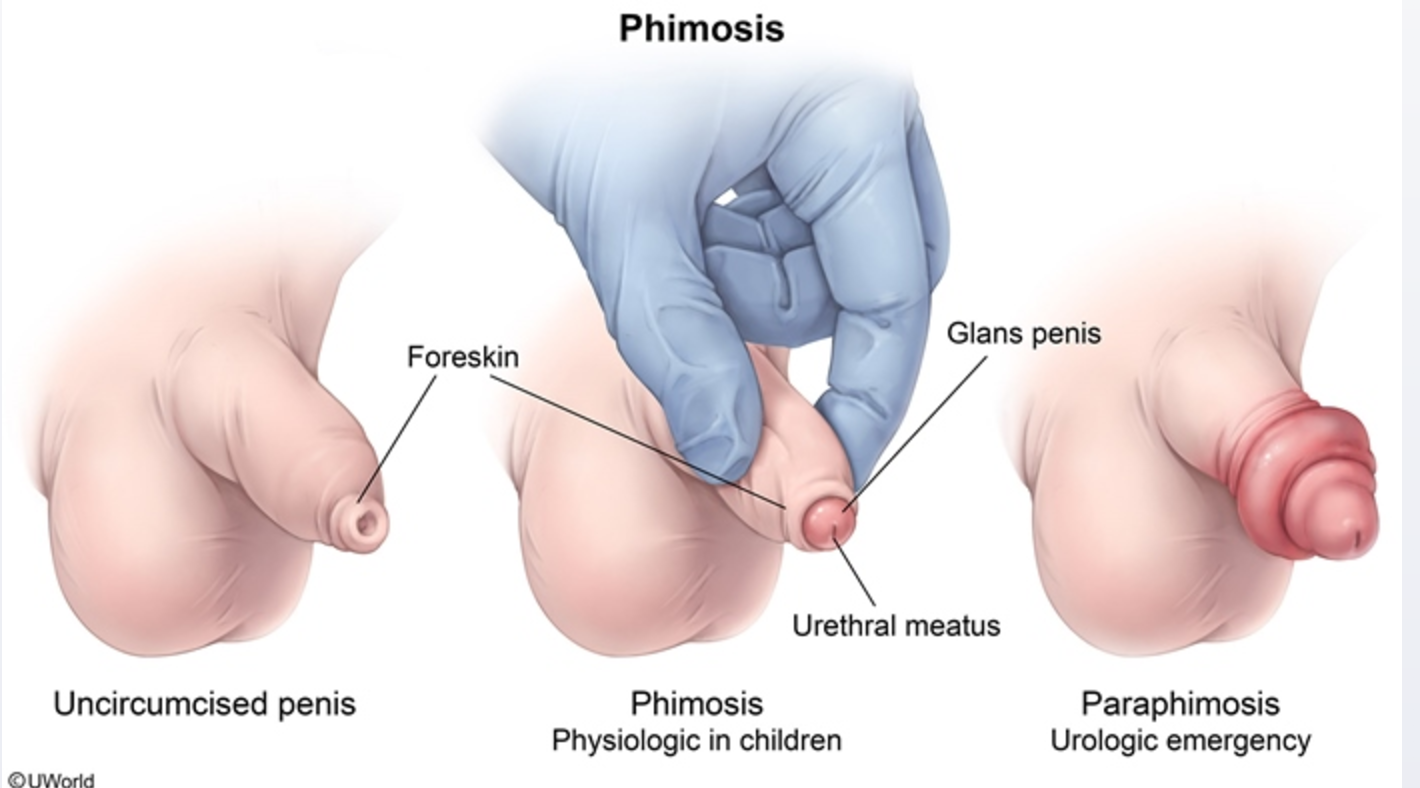 Phimosis
Foreskin
Glans penis
Urethral meatus
Uncircumcised penis
Phimosis
Physiologic in children
Paraphimosis
Urologic emergency
©UWorld